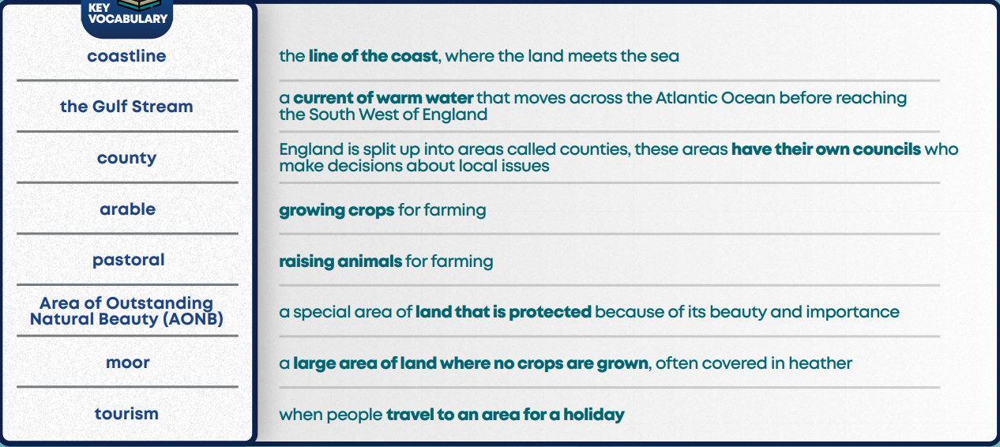 KEY
VOCABULARY
coastline
the line of the coast, where the land meets the sea
the Gulf Stream
a current of warm water that moves across the Atlantic Ocean before reaching
the South West of England
county
England is split up into areas called counties, these areas have their own councils who
make decisions about local issues
arable
growing crops for farming
pastoral
raising animals for farming
Area of Outstanding
Natural Beauty (AONB)
a special area of land that is protected because of its beauty and importance
moor
a large area of land where no crops are grown, often covered in heather
tourism
when people travel to an area for a holiday